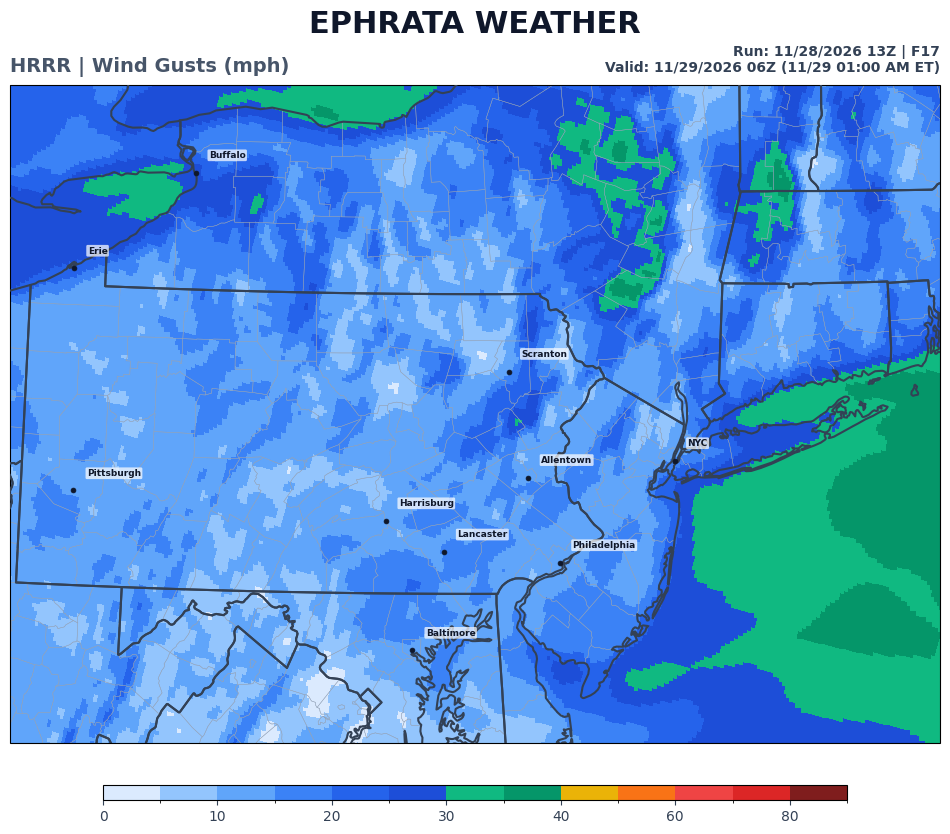 EPHRATA WEATHER
HRRR | Wind Gusts (mph)
Run: 11/28/2026 13Z | F17
Valid: 11/29/2026 06Z (11/29 01:00 AM ET)
Buffalo
Erie
Scranton
NYC
Allentown
Pittsburgh
Harrisburg
Lancaster
Philadelphia
Baltimore
0 10 20 30 40 50 60 70 80